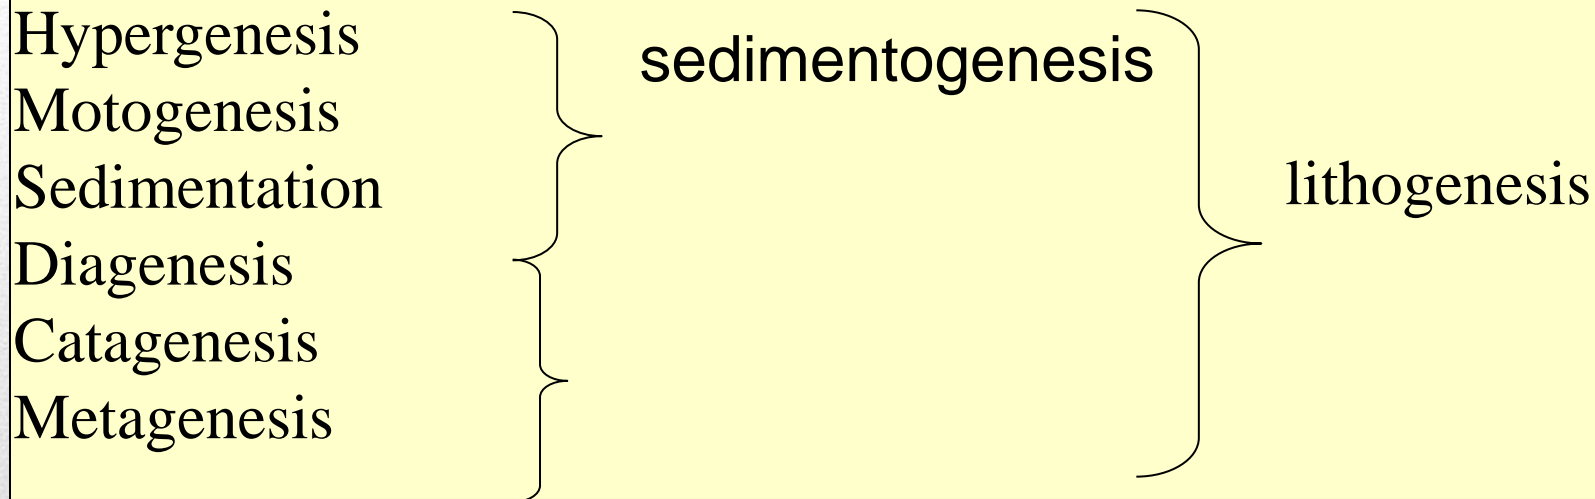 Hypergenesis
Motogenesis
Sedimentation
Diagenesis
Catagenesis
Metagenesis
sedimentogenesis
lithogenesis